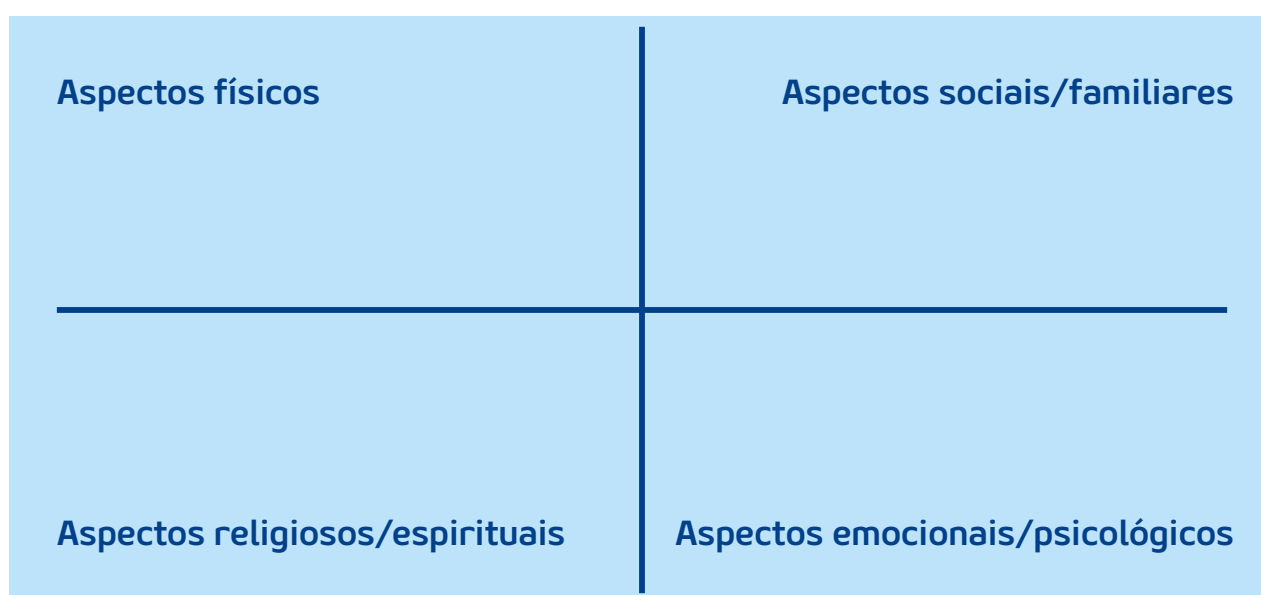 Aspectos físicos
Aspectos sociais/familiares
Aspectos religiosos/espirituais
Aspectos emocionais/psicológicos